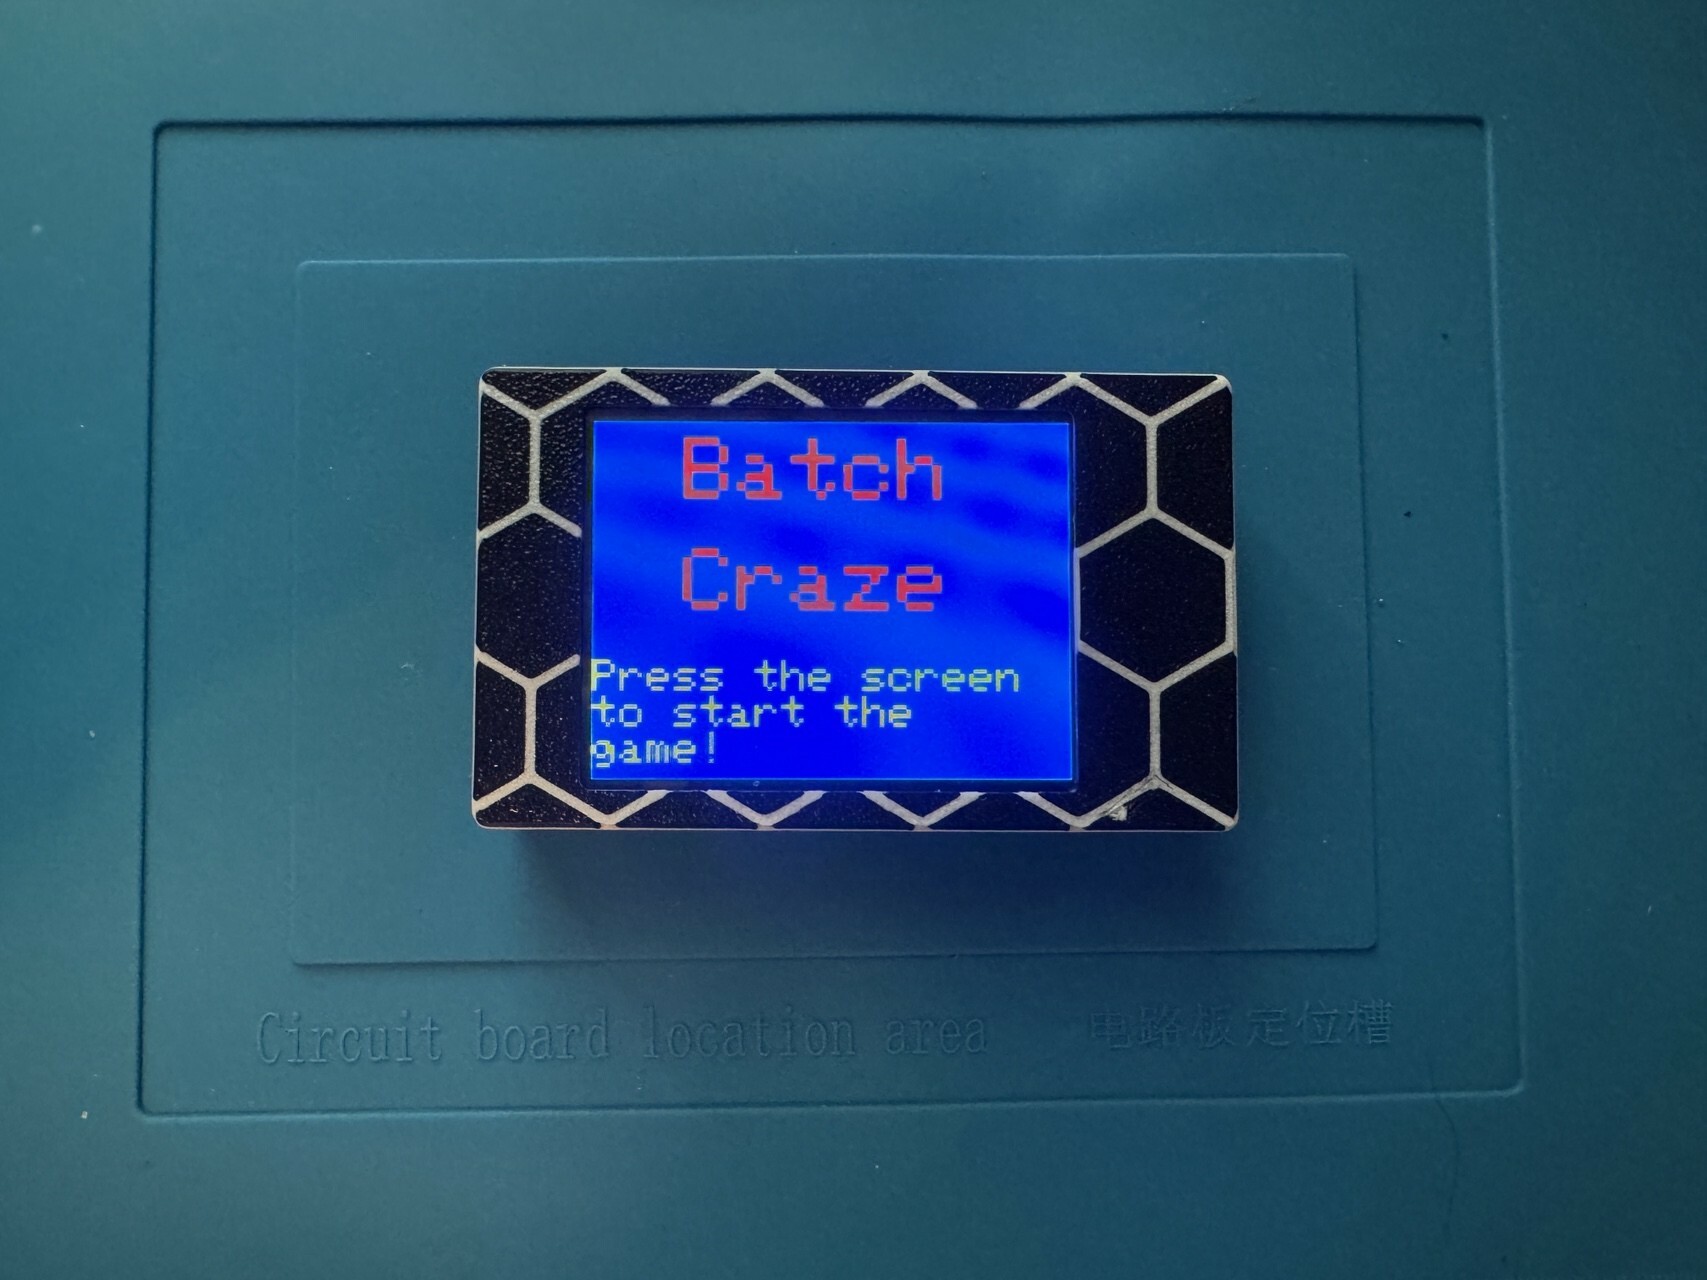 Batch
Craze
Press the screen
to start the
game!
Circuit board location area 电路板定位槽